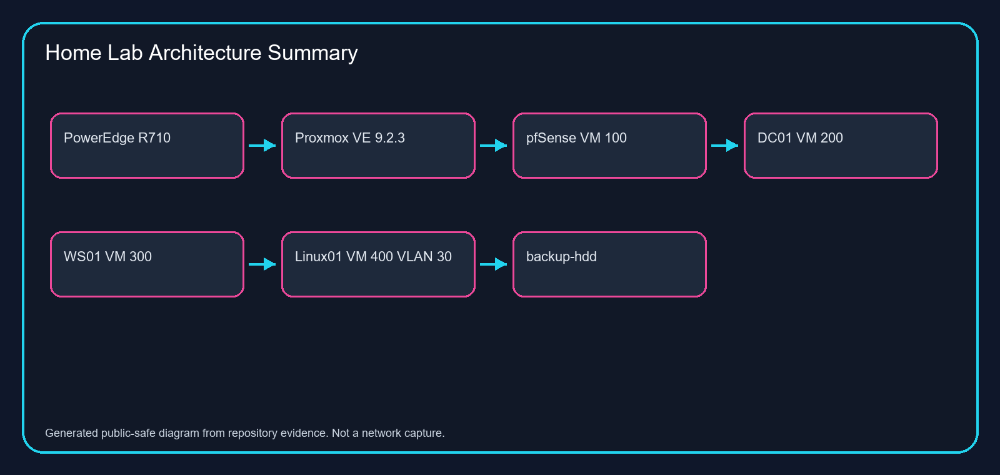 Home Lab Architecture Summary
PowerEdge R710
Proxmox VE 9.2.3
pfSense VM 100
DC01 VM 200
WS01 VM 300
Linux01 VM 400 VLAN 30
backup-hdd
Generated public-safe diagram from repository evidence. Not a network capture.